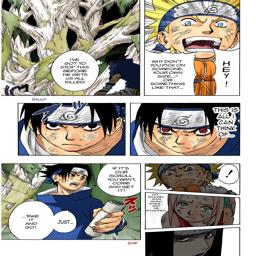 HEY!
WHY DON'T
YOU PICK ON
SOMEONE
YOUR OWN
SIZE..."
OR
SOMETHING
LIKE THAT...
I'VE
GOT TO
STOP THIS
BEFORE
HE GETS
US ALL
KILLED!
SNAP
THIS IS
ALL I
CAN
THINK
OF
IF IT'S
OUR
SCROLL
YOU WANT,
COME
AND GET
IT!
JUST...
...TAKE
IT AND
GO!
!